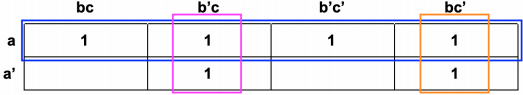 bc b’c b’c’ bc’
a 1 1 1 1
a’ 1 1